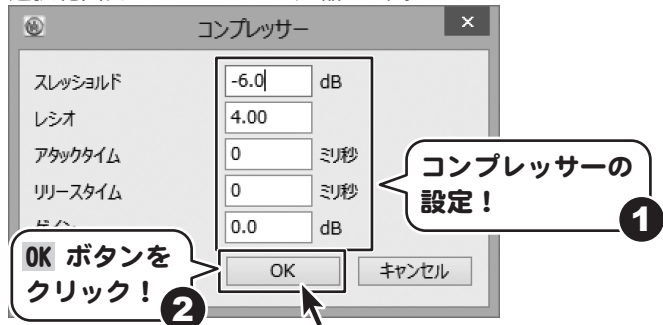 コンプレッサー
×
スレッショルド -6.0 dB
レシオ 4.00
アタックタイム 0 ミリ秒
リリースタイム 0 ミリ秒
0.0 dB
コンプレッサーの
設定!
1
OK キャンセル
OK ボタンを
クリック!
2